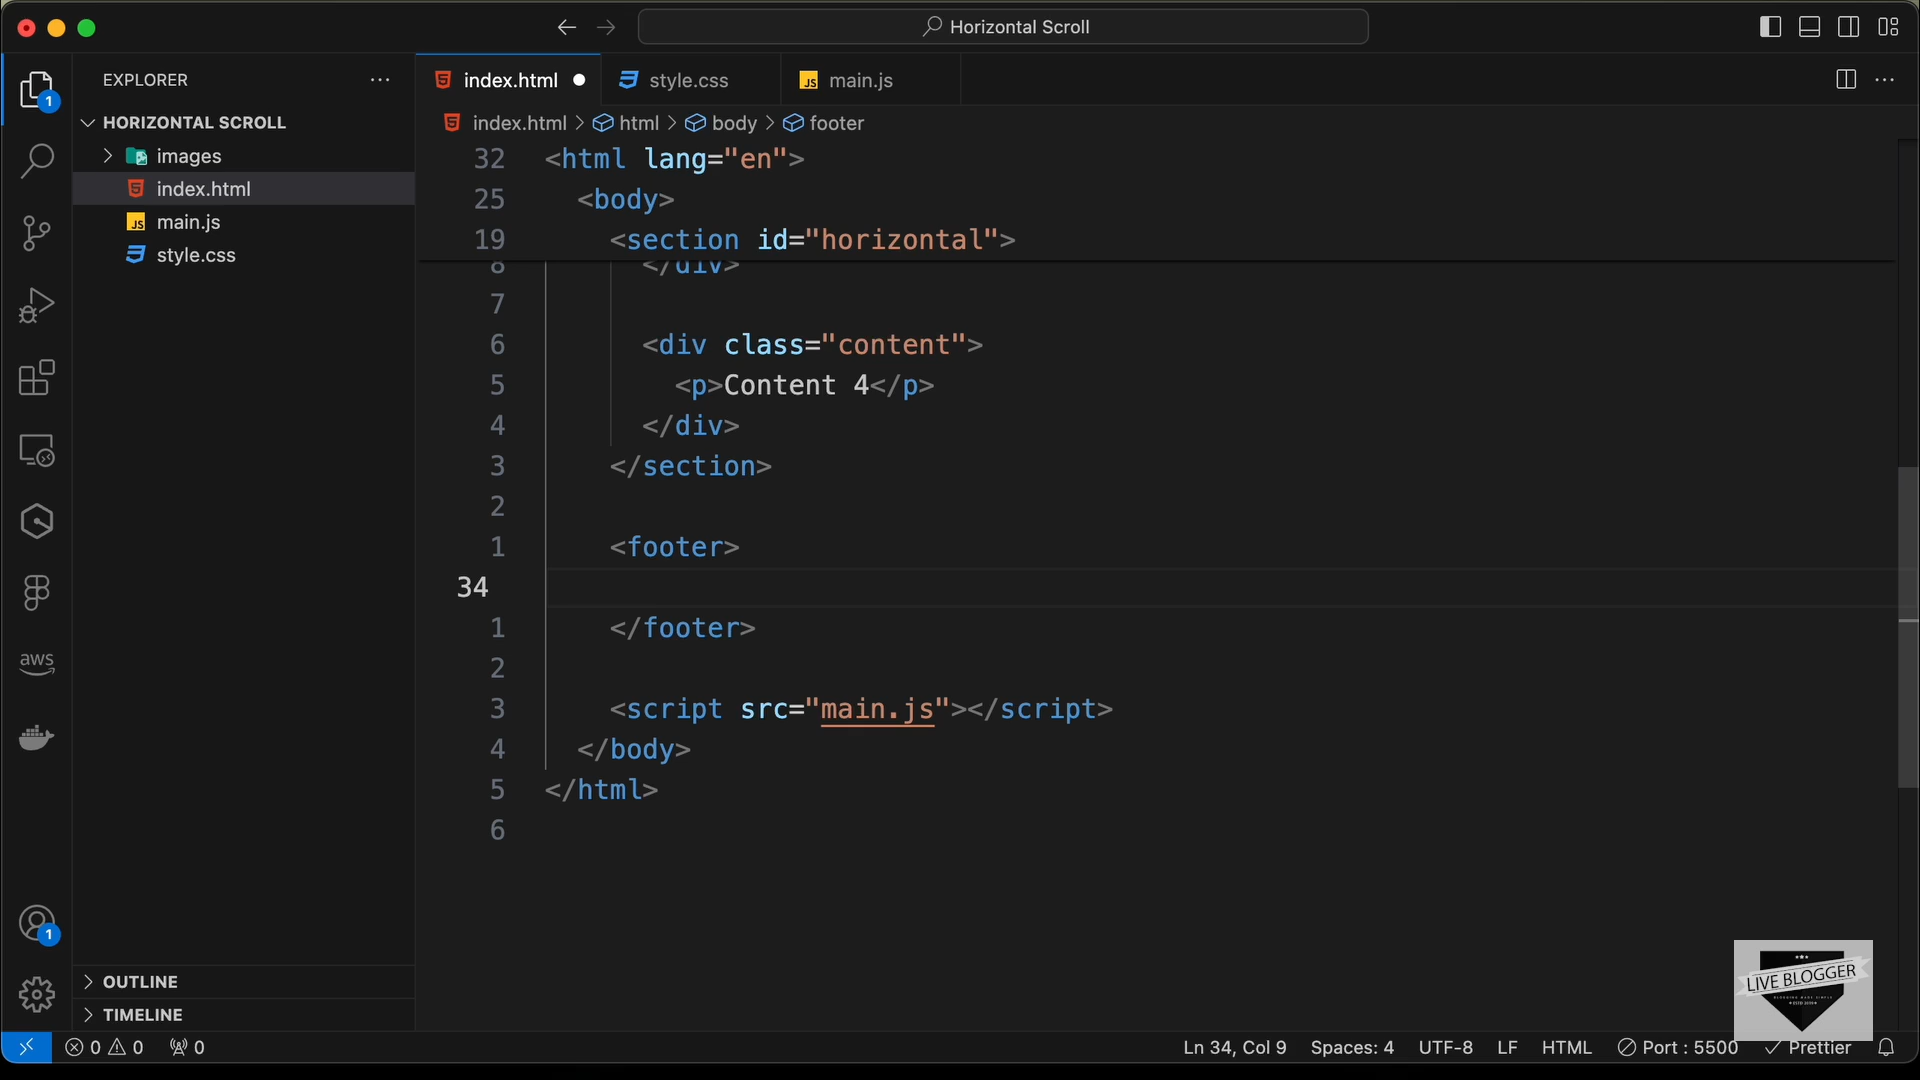 Horizontal Scroll
EXPLORER
HORIZONTAL SCROLL
images
index.html
main.js
style.css
OUTLINE
TIMELINE
1
aws
1
index.html
style.css
main.js
index.html > html > body > footer
32 <html lang="en">
25 <body>
19 <section id="horizontal">
8 </div>
7
6 <div class="content">
5 <p>Content 4</p>
4 </div>
3 </section>
2
1 <footer>
34
1 </footer>
2
3 <script src="main.js"></script>
4 </body>
5 </html>
6
LIVE BLOGGER
0 0 0 Ln 34, Col 9 Spaces: 4 UTF-8 LF HTML Port : 5500 Prettier